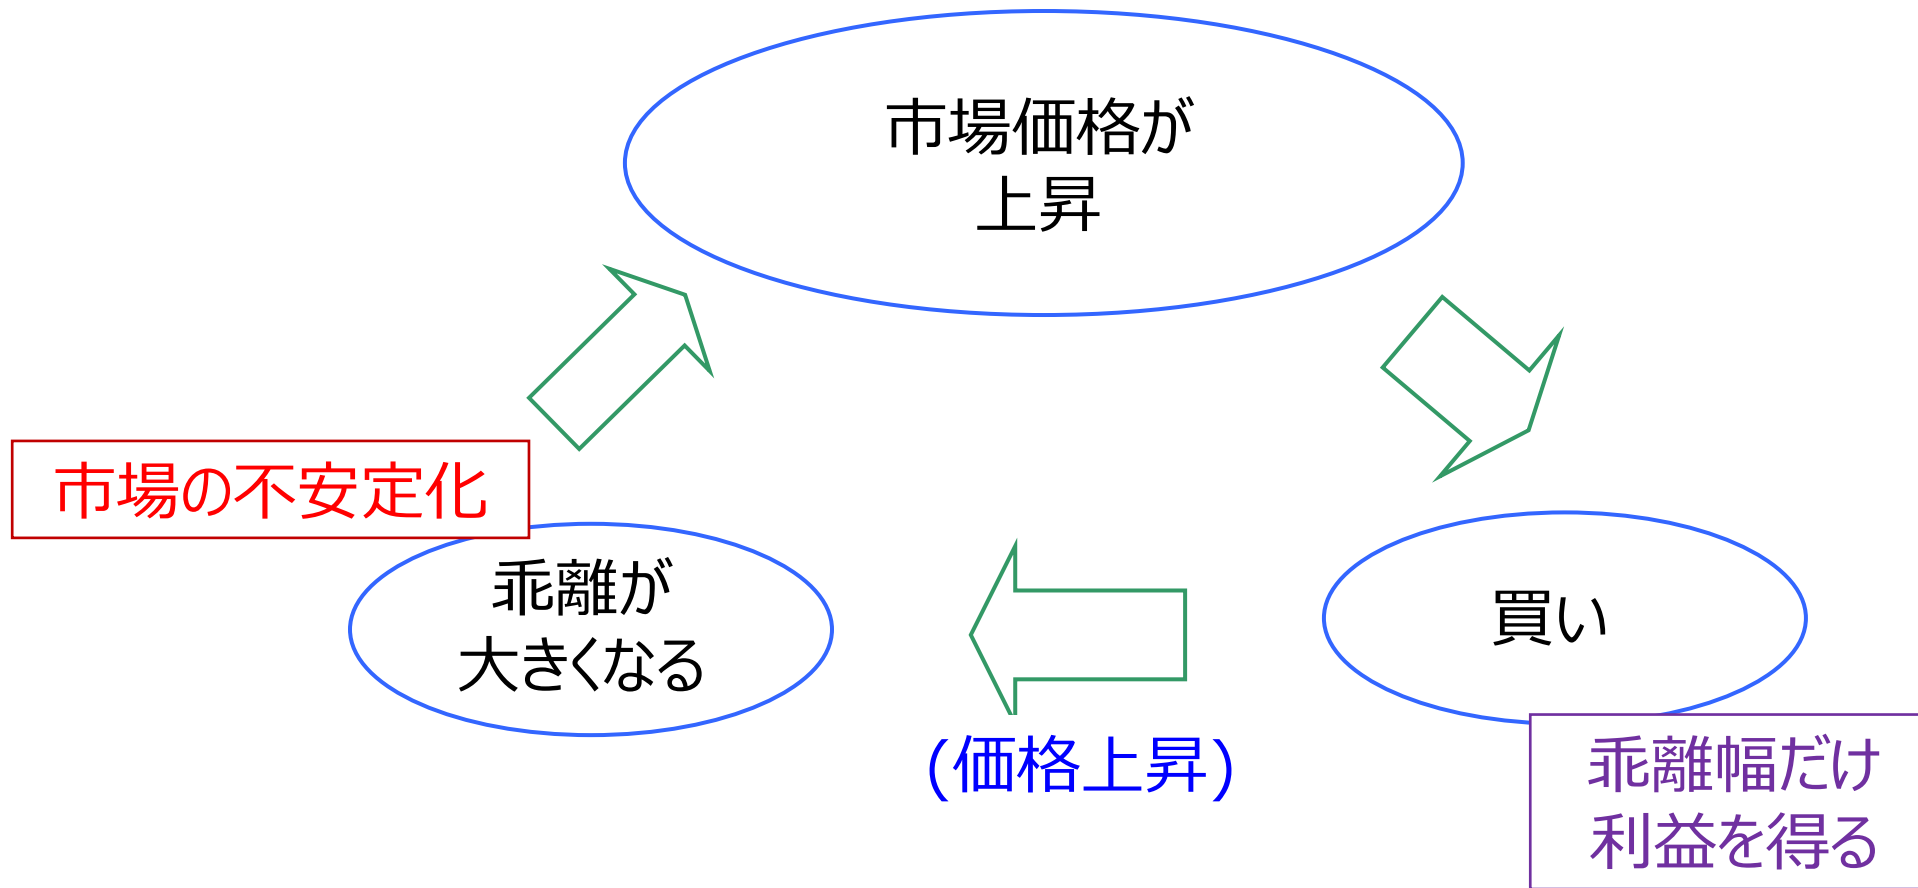 市場価格が
上昇
市場の不安定化
乖離が
大きくなる
買い
(価格上昇)
乖離幅だけ
利益を得る